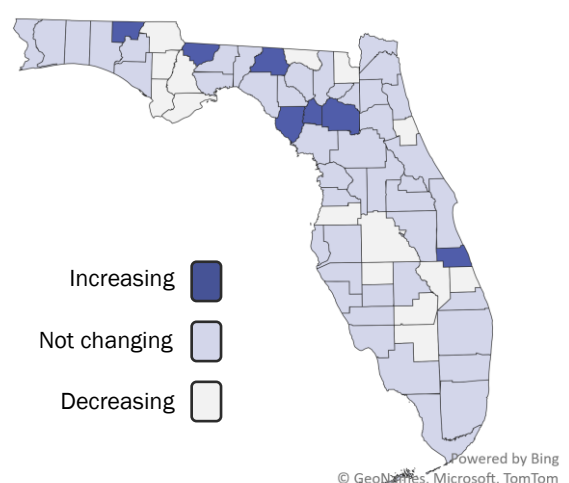 Increasing
Not changing
Decreasing
Powered by Bing
© GeoNames, Microsoft, TomTom